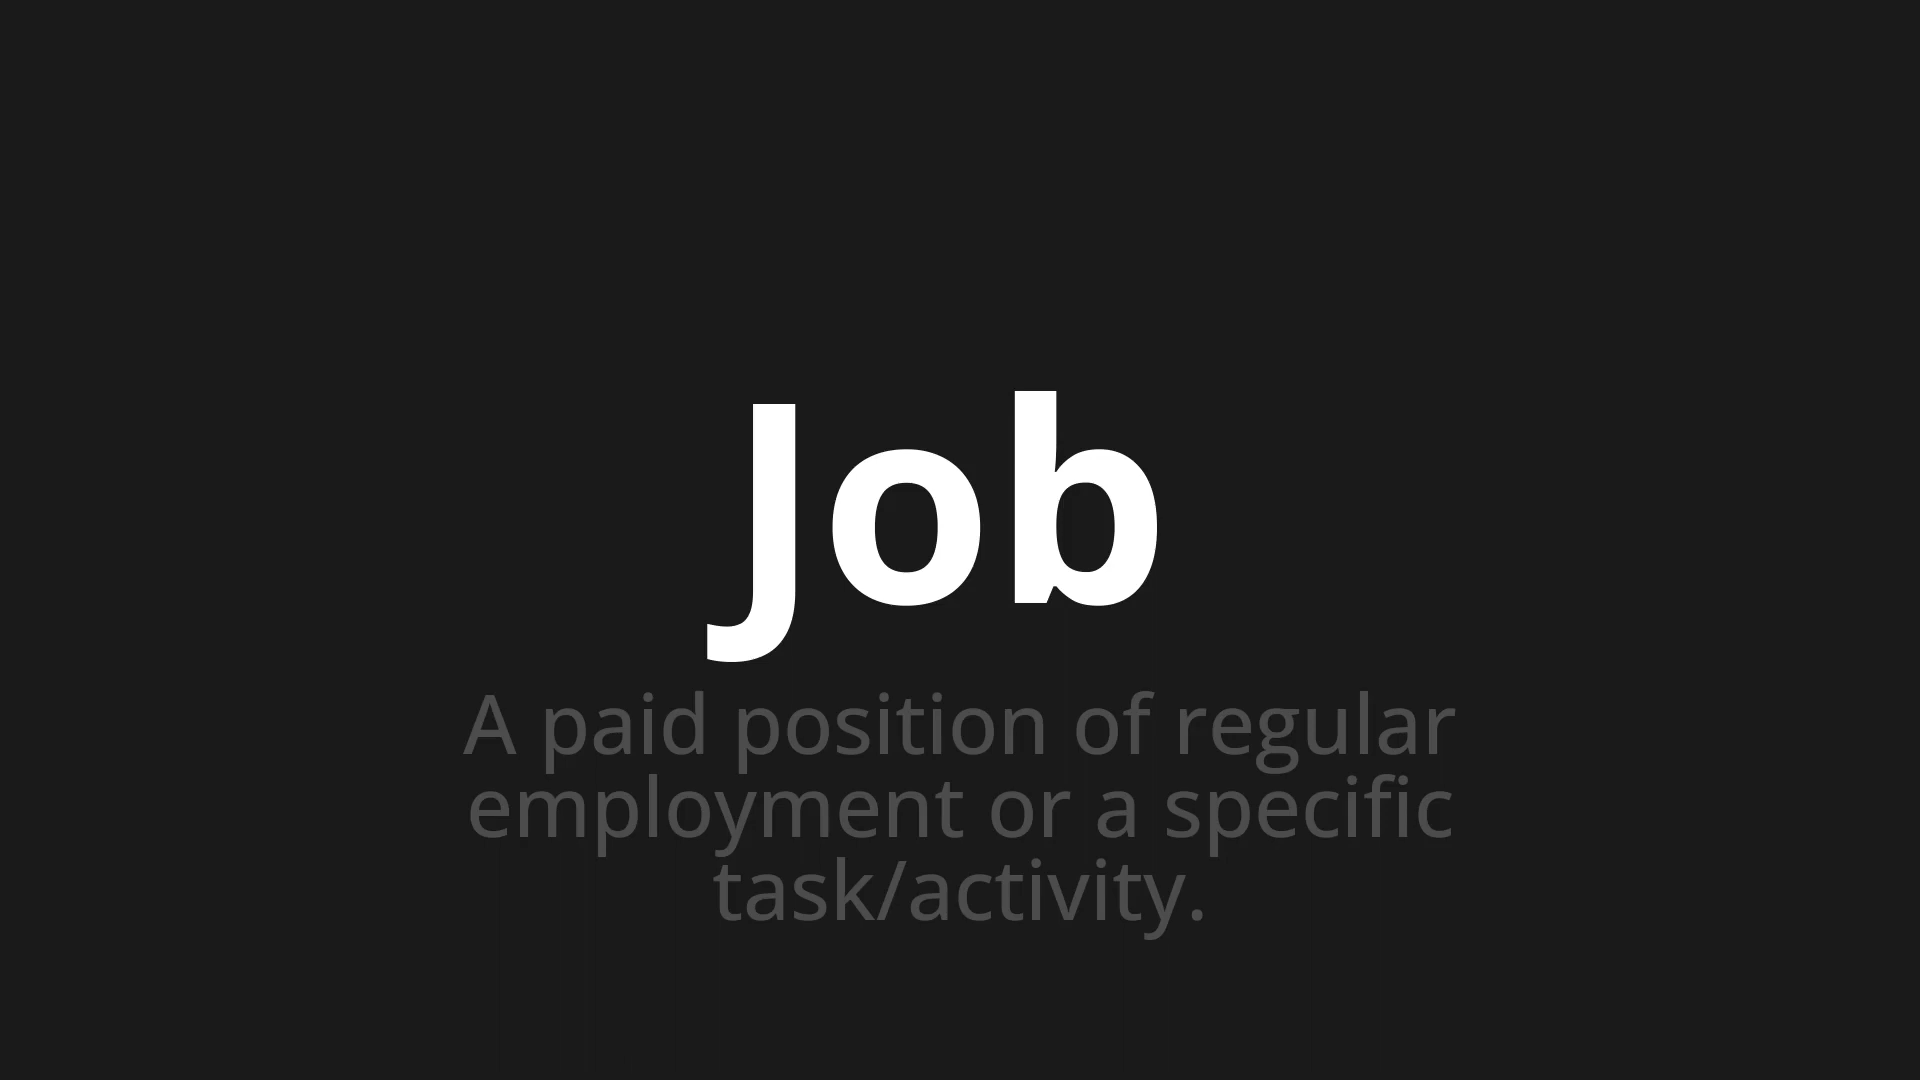 Job
A paid position of regular
employment or a specific
task/activity.